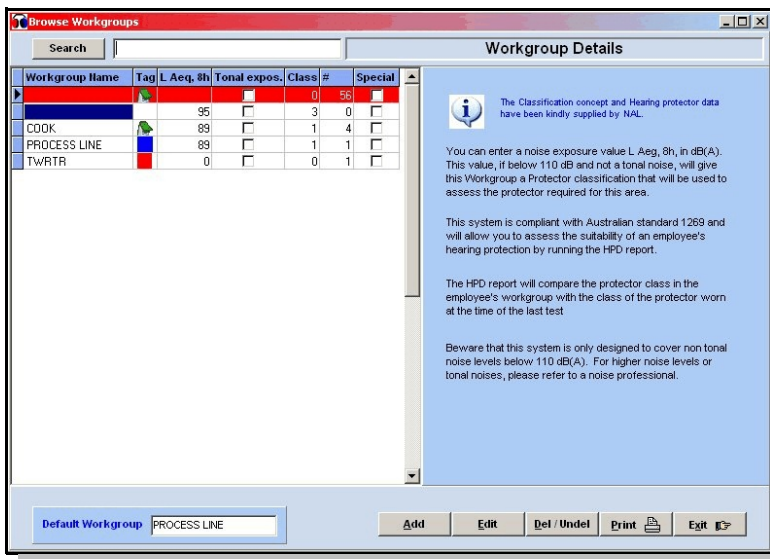 Browse Workgroups
Search
Workgroup Details
Workgroup Name Tag L Aeq, 8h Tonal expos. Class # Special
0 56
95 3 0
COOK 89 1 4
PROCESS LINE 89 1 1
TWRTR 0 0 1
The Classification concept and Hearing protector data
have been kindly supplied by NAL.
You can enter a noise exposure value L Aeg, 8h, in dB(A).
This value, if below 110 dB and not a tonal noise, will give
this Workgroup a Protector classification that will be used to
assess the protector required for this area.
This system is compliant with Australian standard 1269 and
will allow you to assess the suitability of an employee's
hearing protection by running the HPD report.
The HPD report will compare the protector class in the
employee's workgroup with the class of the protector worn
at the time of the last test
Beware that this system is only designed to cover non tonal
noise levels below 110 dB(A). For higher noise levels or
tonal noises, please refer to a noise professional.
Default Workgroup PROCESS LINE
Add Edit Del / Undel Print Exit